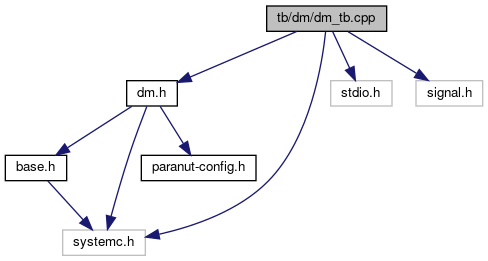 tb/dm/dm_tb.cpp
dm.h
stdio.h
signal.h
base.h
paranut-config.h
systemc.h